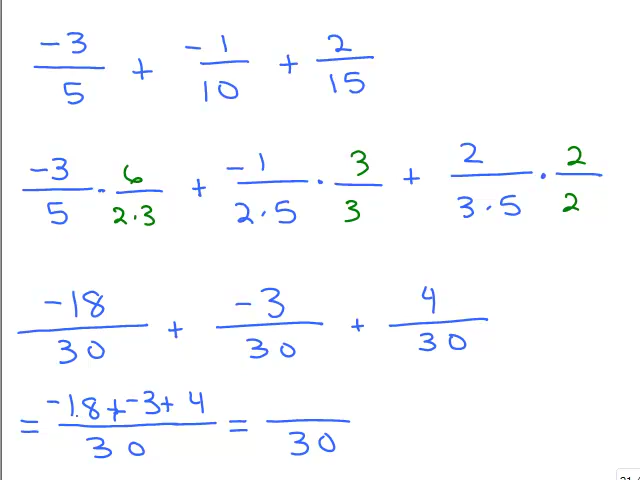 -3/5 + -1/10 + 2/15
-3/5 · 6/2·3 + -1/2·5 · 3/3 + 2/3·5 · 2/2
-18/30 + -3/30 + 4/30
= -18+-3+4/30 = /30